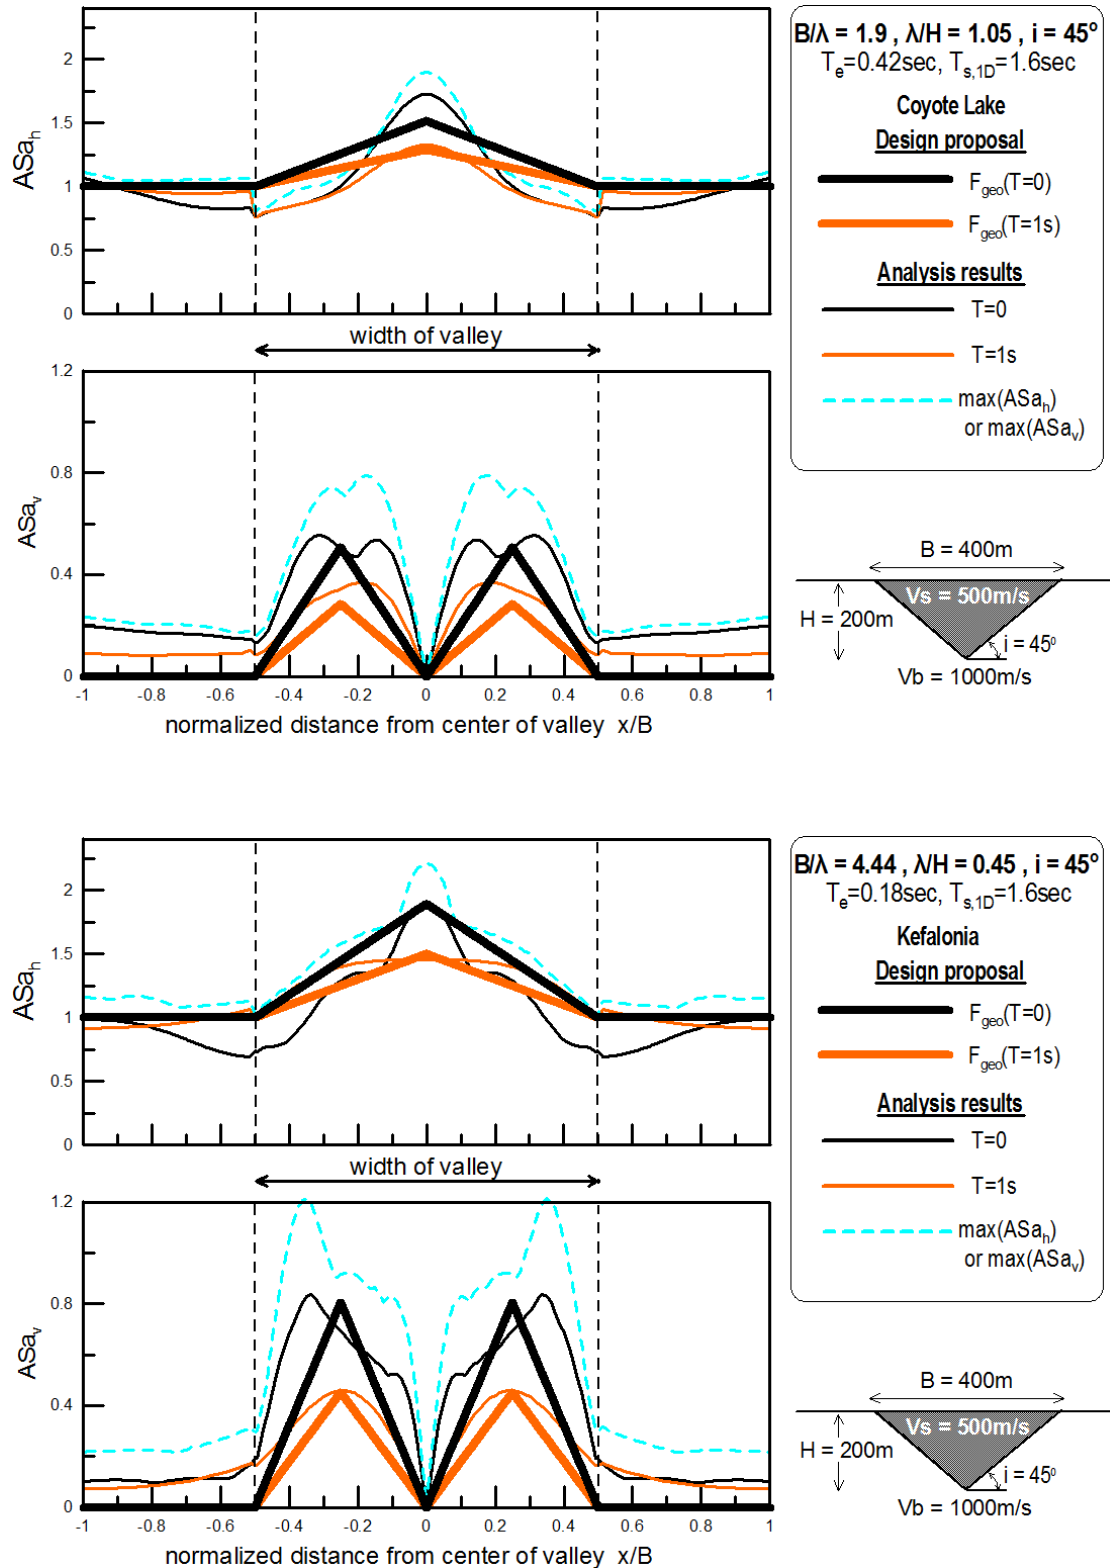 2
1.5
1
0.5
0
ASa_h
width of valley
1.2
0.8
0.4
0
ASa_v
-1 -0.8 -0.6 -0.4 -0.2 0 0.2 0.4 0.6 0.8 1
normalized distance from center of valley x/B
B/λ = 1.9 , λ/H = 1.05 , i = 45º
T_e=0.42sec, T_s,1D=1.6sec
Coyote Lake
Design proposal
F_geo(T=0)
F_geo(T=1s)
Analysis results
T=0
T=1s
max(ASa_h)
or max(ASa_v)
B = 400m
Vs = 500m/s
H = 200m
i = 45⁰
Vb = 1000m/s
2
1.5
1
0.5
0
ASa_h
width of valley
1.2
0.8
0.4
0
ASa_v
-1 -0.8 -0.6 -0.4 -0.2 0 0.2 0.4 0.6 0.8 1
normalized distance from center of valley x/B
B/λ = 4.44 , λ/H = 0.45 , i = 45º
T_e=0.18sec, T_s,1D=1.6sec
Kefalonia
Design proposal
F_geo(T=0)
F_geo(T=1s)
Analysis results
T=0
T=1s
max(ASa_h)
or max(ASa_v)
B = 400m
Vs = 500m/s
H = 200m
i = 45⁰
Vb = 1000m/s